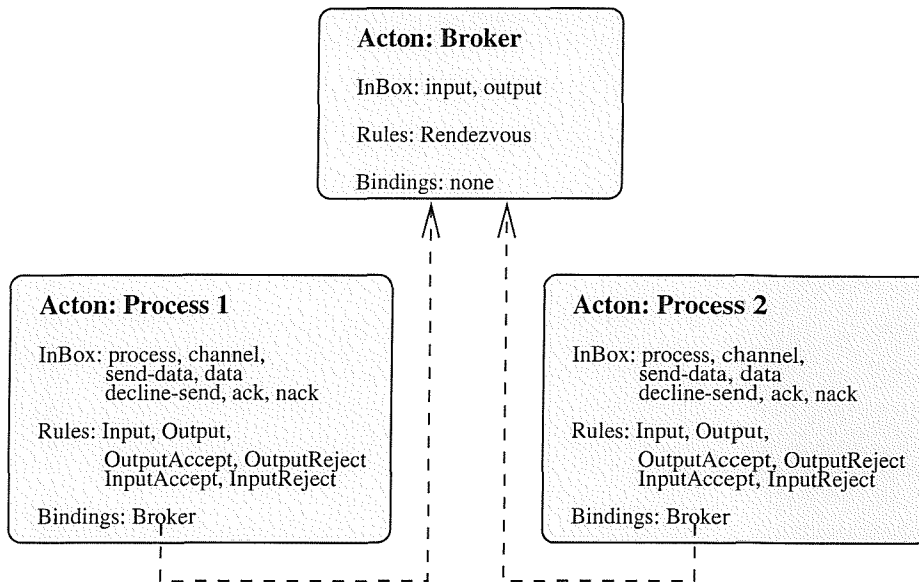 Acton: Broker
InBox: input, output
Rules: Rendezvous
Bindings: none
Acton: Process 1
InBox: process, channel,
send-data, data
decline-send, ack, nack
Rules: Input, Output,
OutputAccept, OutputReject
InputAccept, InputReject
Bindings: Broker
Acton: Process 2
InBox: process, channel,
send-data, data
decline-send, ack, nack
Rules: Input, Output,
OutputAccept, OutputReject
InputAccept, InputReject
Bindings: Broker